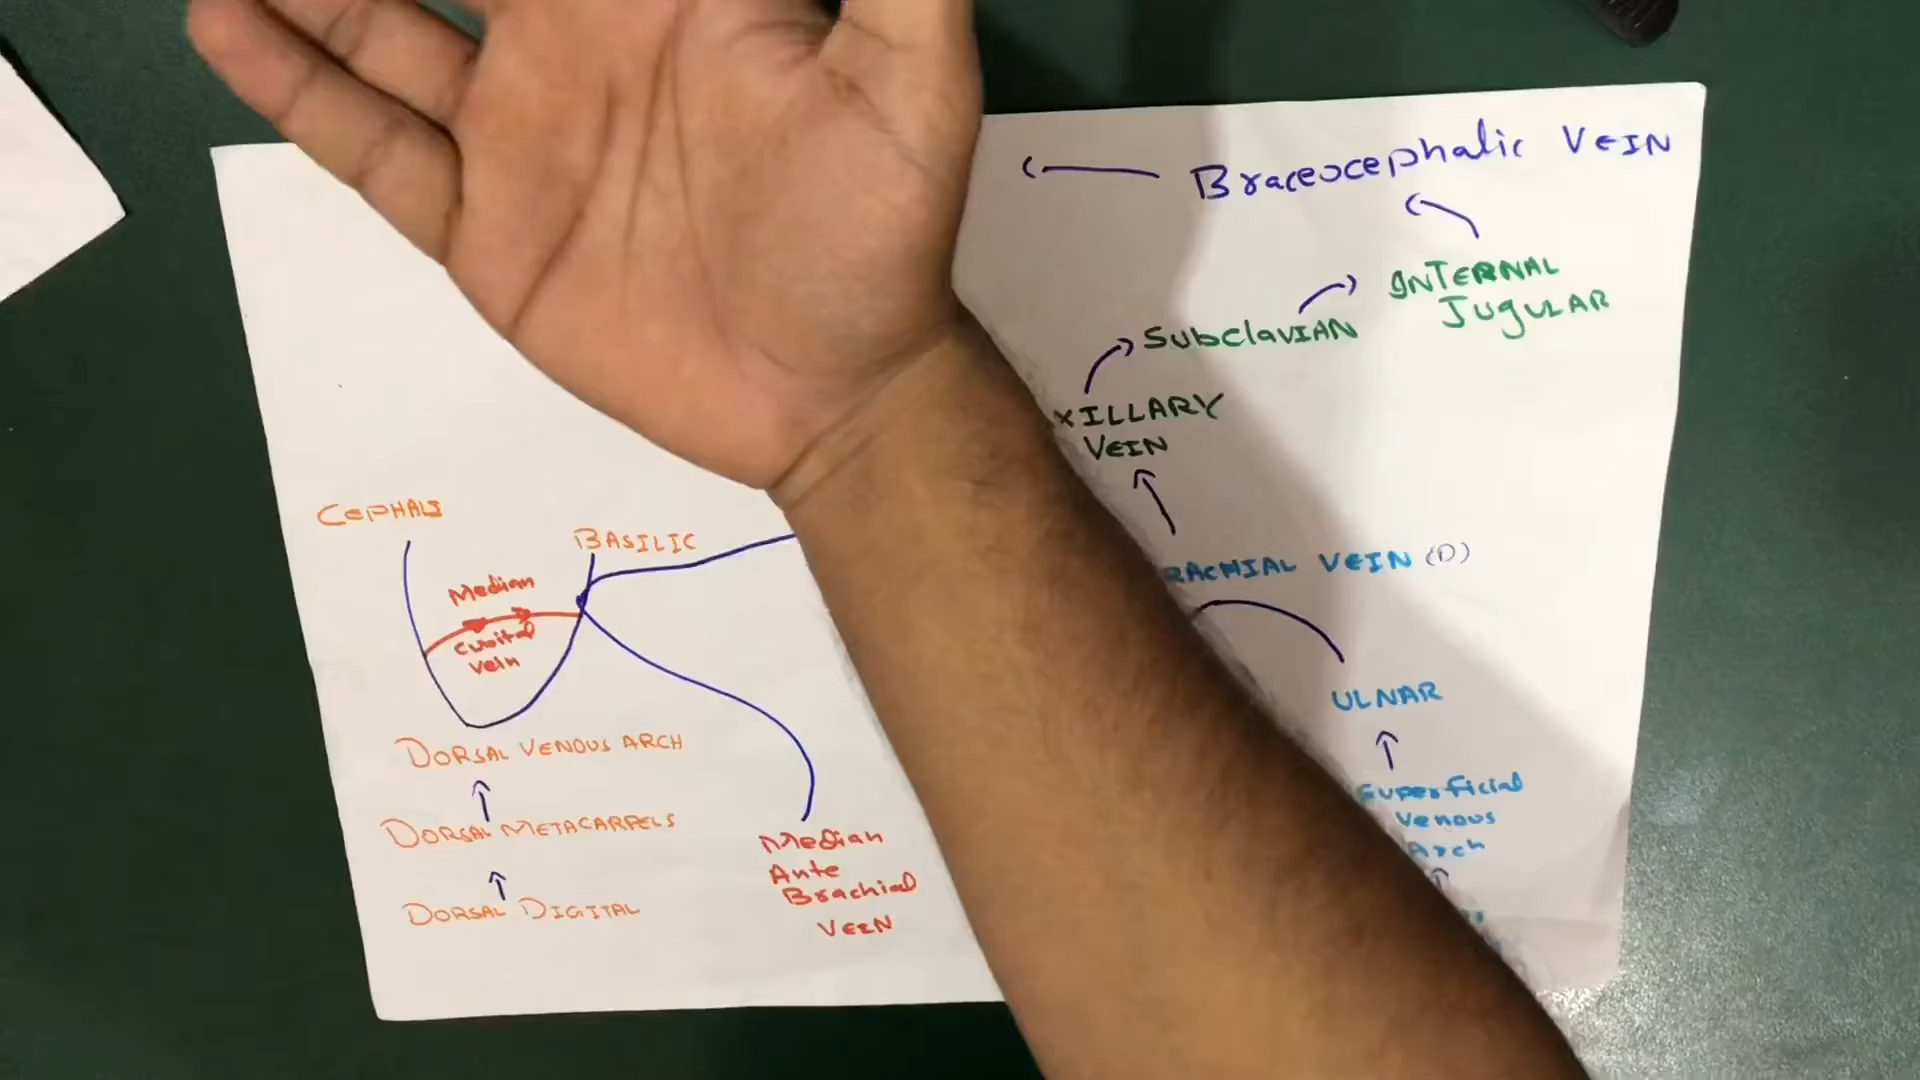 Braceocephalic VEIN
INTERNAL
JugULAR
SubclavIAN
XILLARY
VEIN
CEPHALI
BASILIC
RACHIAL VEIN (D)
Median
cubital
vein
ULNAR
DORSAL VENOUS ARCH
Superficial
Venous
Arch
DORSAL METACARPELS
Median
Ante
Brachial
VEIN
DORSAL DIGITAL